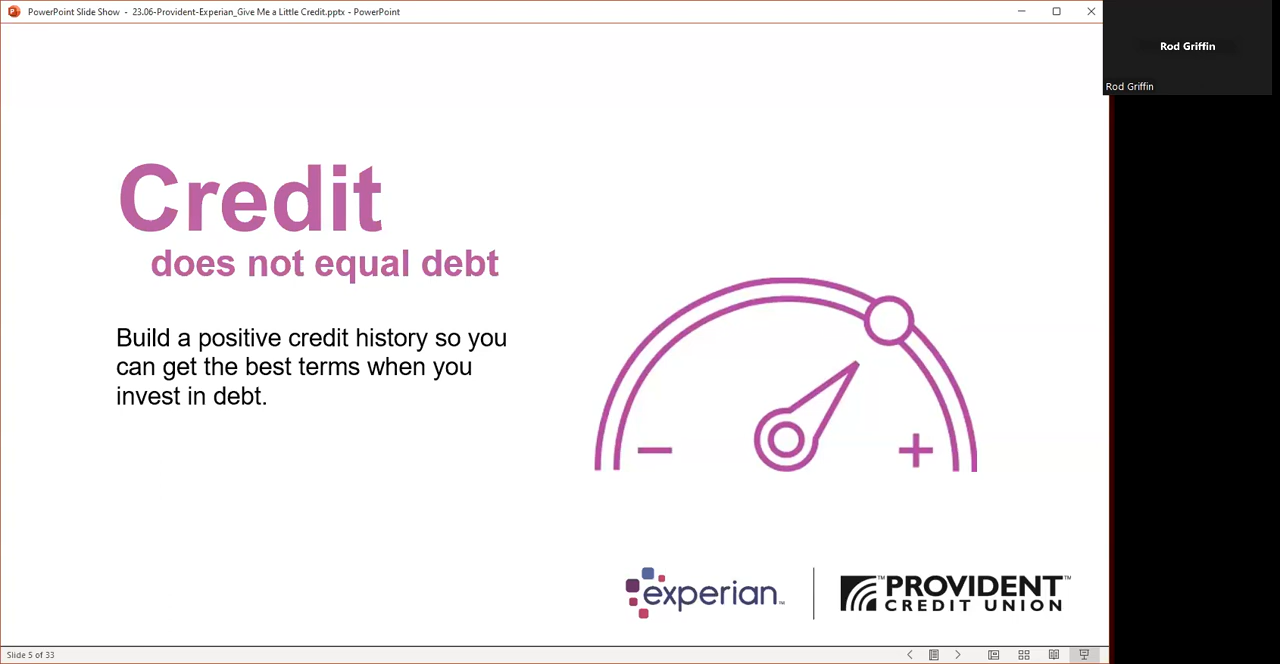 PowerPoint Slide Show - 23.06-Provident-Experian_Give Me a Little Credit.pptx - PowerPoint
Rod Griffin
Rod Griffin
Credit
does not equal debt
Build a positive credit history so you
can get the best terms when you
invest in debt.
− +
experian™
™PROVIDENT™
CREDIT UNION
Slide 5 of 33